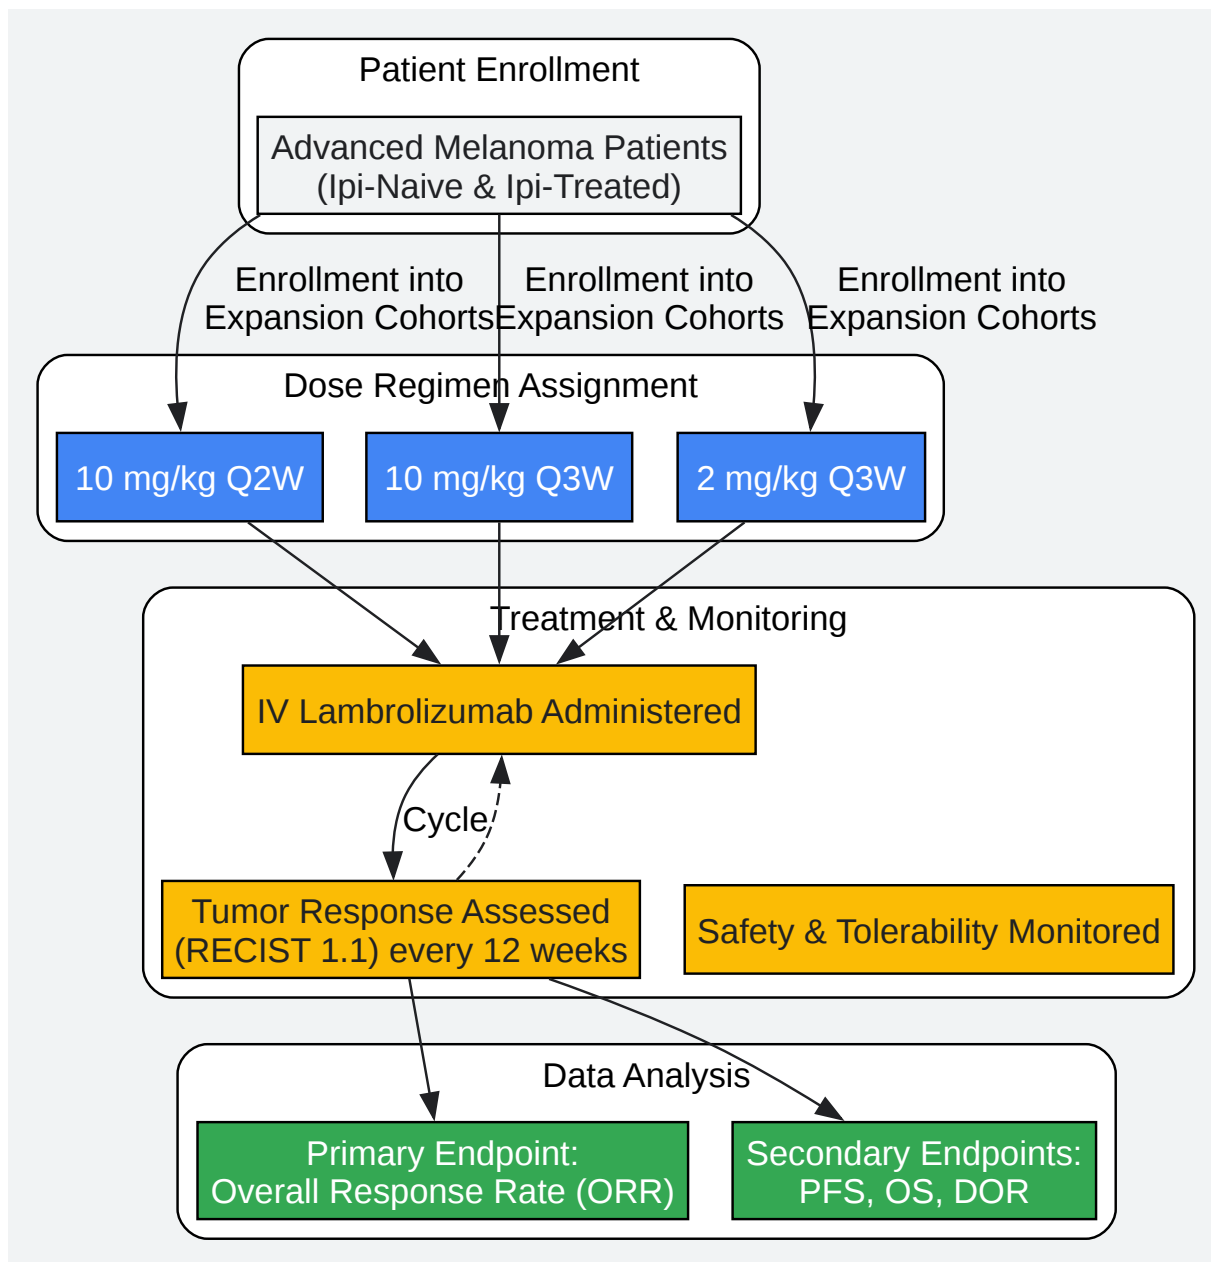 Patient Enrollment
Advanced Melanoma Patients
(Ipi-Naive & Ipi-Treated)
Enrollment into
Expansion Cohorts
Enrollment into
Expansion Cohorts
Enrollment into
Expansion Cohorts
Dose Regimen Assignment
10 mg/kg Q2W
10 mg/kg Q3W
2 mg/kg Q3W
Treatment & Monitoring
IV Lambrolizumab Administered
Cycle
Tumor Response Assessed
(RECIST 1.1) every 12 weeks
Safety & Tolerability Monitored
Data Analysis
Primary Endpoint:
Overall Response Rate (ORR)
Secondary Endpoints:
PFS, OS, DOR